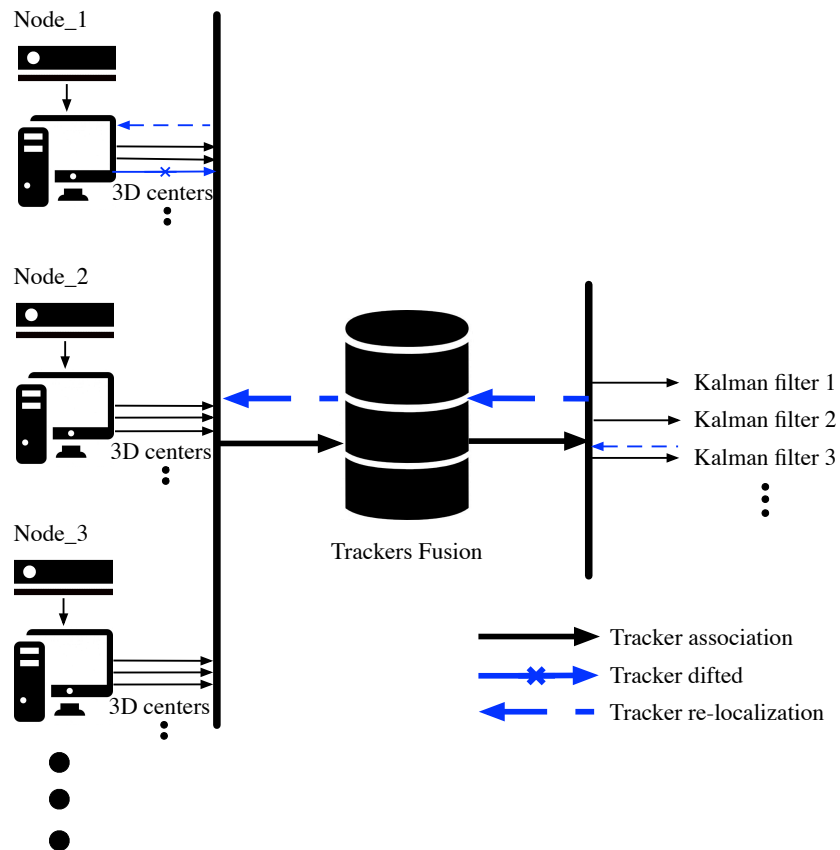 Node_1
3D centers
Node_2
3D centers
Node_3
3D centers
Trackers Fusion
Kalman filter 1
Kalman filter 2
Kalman filter 3
Tracker association
Tracker difted
Tracker re-localization